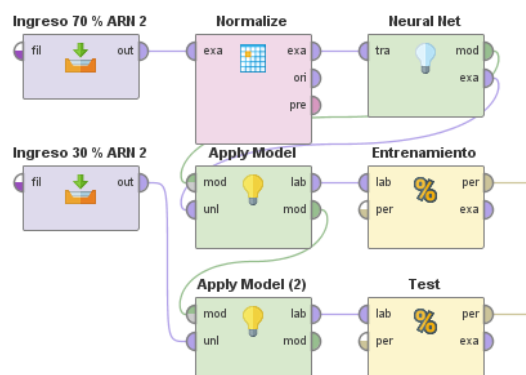 Ingreso 70 % ARN 2
Normalize
Neural Net
fil
out
exa
exa
ori
pre
tra
mod
exa
Ingreso 30 % ARN 2
Apply Model
Entrenamiento
fil
out
mod
lab
unl
mod
lab
per
%
per
exa
Apply Model (2)
Test
mod
lab
unl
mod
lab
per
%
per
exa